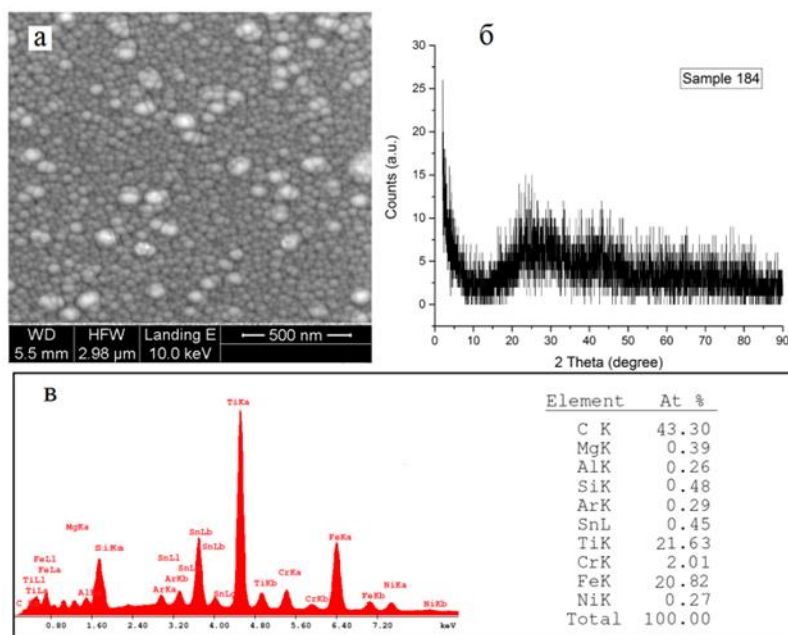 а
WD HFW Landing E 500 nm
5.5 mm 2.98 µm 10.0 keV
б
Sample 184
Counts (a.u.)
30
25
20
15
10
5
0
0 10 20 30 40 50 60 70 80 90
2 Theta (degree)
в
TiKa
MgKa
FeLl
FeLa
TiLl
TiLa
C
SiKa
SnLl
ArKb
ArKa
SnLb
SnLb
TiKb
CrKa
CrKb
FeKa
FeKb
NiKa
NiKb
0.80 1.60 2.40 3.20 4.00 4.80 5.60 6.40 7.20 keV
Element At %
C K 43.30
MgK 0.39
AlK 0.26
SiK 0.48
ArK 0.29
SnL 0.45
TiK 21.63
CrK 2.01
FeK 20.82
NiK 0.27
Total 100.00